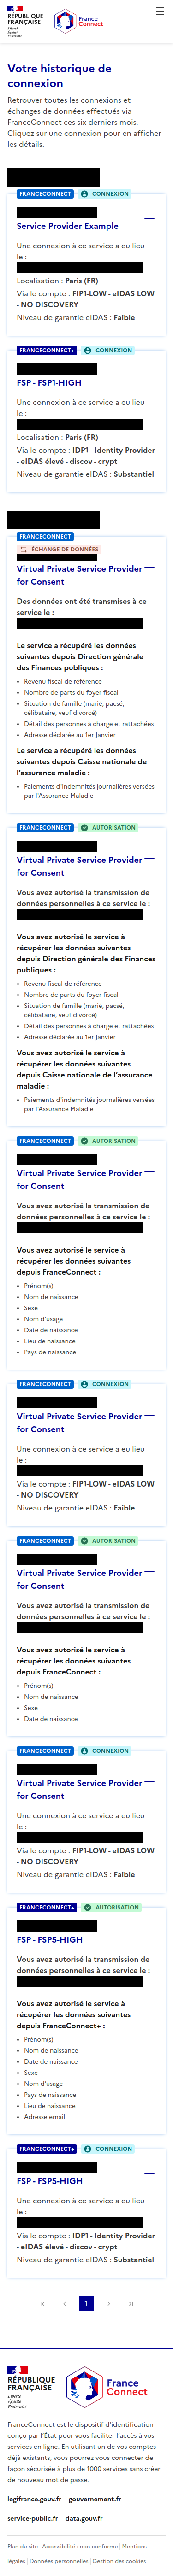 RÉPUBLIQUE
FRANÇAISE
Liberté
Égalité
Fraternité
France
Connect
Votre historique de
connexion
Retrouver toutes les connexions et
échanges de données effectués via
FranceConnect ces six derniers mois.
Cliquez sur une connexion pour en afficher
les détails.
FRANCECONNECT CONNEXION
Service Provider Example
Une connexion à ce service a eu lieu
le :
Localisation : Paris (FR)
Via le compte : FIP1-LOW - eIDAS LOW
- NO DISCOVERY
Niveau de garantie eIDAS : Faible
FRANCECONNECT+ CONNEXION
FSP - FSP1-HIGH
Une connexion à ce service a eu lieu
le :
Localisation : Paris (FR)
Via le compte : IDP1 - Identity Provider
- eIDAS élevé - discov - crypt
Niveau de garantie eIDAS : Substantiel
FRANCECONNECT
ÉCHANGE DE DONNÉES
Virtual Private Service Provider
for Consent
Des données ont été transmises à ce
service le :
Le service a récupéré les données
suivantes depuis Direction générale
des Finances publiques :
• Revenu fiscal de référence
• Nombre de parts du foyer fiscal
• Situation de famille (marié, pacsé,
célibataire, veuf divorcé)
• Détail des personnes à charge et rattachées
• Adresse déclarée au 1er Janvier
Le service a récupéré les données
suivantes depuis Caisse nationale de
l'assurance maladie :
• Paiements d'indemnités journalières versées
par l'Assurance Maladie
FRANCECONNECT AUTORISATION
Virtual Private Service Provider
for Consent
Vous avez autorisé la transmission de
données personnelles à ce service le :
Vous avez autorisé le service à
récupérer les données suivantes
depuis Direction générale des Finances
publiques :
• Revenu fiscal de référence
• Nombre de parts du foyer fiscal
• Situation de famille (marié, pacsé,
célibataire, veuf divorcé)
• Détail des personnes à charge et rattachées
• Adresse déclarée au 1er Janvier
Vous avez autorisé le service à
récupérer les données suivantes
depuis Caisse nationale de l'assurance
maladie :
• Paiements d'indemnités journalières versées
par l'Assurance Maladie
FRANCECONNECT AUTORISATION
Virtual Private Service Provider
for Consent
Vous avez autorisé la transmission de
données personnelles à ce service le :
Vous avez autorisé le service à
récupérer les données suivantes
depuis FranceConnect :
• Prénom(s)
• Nom de naissance
• Sexe
• Nom d'usage
• Date de naissance
• Lieu de naissance
• Pays de naissance
FRANCECONNECT CONNEXION
Virtual Private Service Provider
for Consent
Une connexion à ce service a eu lieu
le :
Via le compte : FIP1-LOW - eIDAS LOW
- NO DISCOVERY
Niveau de garantie eIDAS : Faible
FRANCECONNECT AUTORISATION
Virtual Private Service Provider
for Consent
Vous avez autorisé la transmission de
données personnelles à ce service le :
Vous avez autorisé le service à
récupérer les données suivantes
depuis FranceConnect :
• Prénom(s)
• Nom de naissance
• Sexe
• Date de naissance
FRANCECONNECT CONNEXION
Virtual Private Service Provider
for Consent
Une connexion à ce service a eu lieu
le :
Via le compte : FIP1-LOW - eIDAS LOW
- NO DISCOVERY
Niveau de garantie eIDAS : Faible
FRANCECONNECT+ AUTORISATION
FSP - FSP5-HIGH
Vous avez autorisé la transmission de
données personnelles à ce service le :
Vous avez autorisé le service à
récupérer les données suivantes
depuis FranceConnect+ :
• Prénom(s)
• Nom de naissance
• Date de naissance
• Sexe
• Nom d'usage
• Pays de naissance
• Lieu de naissance
• Adresse email
FRANCECONNECT+ CONNEXION
FSP - FSP5-HIGH
Une connexion à ce service a eu lieu
le :
Via le compte : IDP1 - Identity Provider
- eIDAS élevé - discov - crypt
Niveau de garantie eIDAS : Substantiel
1
RÉPUBLIQUE
FRANÇAISE
Liberté
Égalité
Fraternité
France
Connect
FranceConnect est le dispositif d'identification
conçu par l'État pour vous faciliter l'accès à vos
services en ligne. En utilisant un de vos comptes
déjà existants, vous pourrez vous connecter de
façon sécurisée à plus de 1000 services sans créer
de nouveau de passe.
legifrance.gouv.fr gouvernement.fr
service-public.fr data.gouv.fr
Plan du site | Accessibilité : non conforme | Mentions
légales | Données personnelles | Gestion des cookies